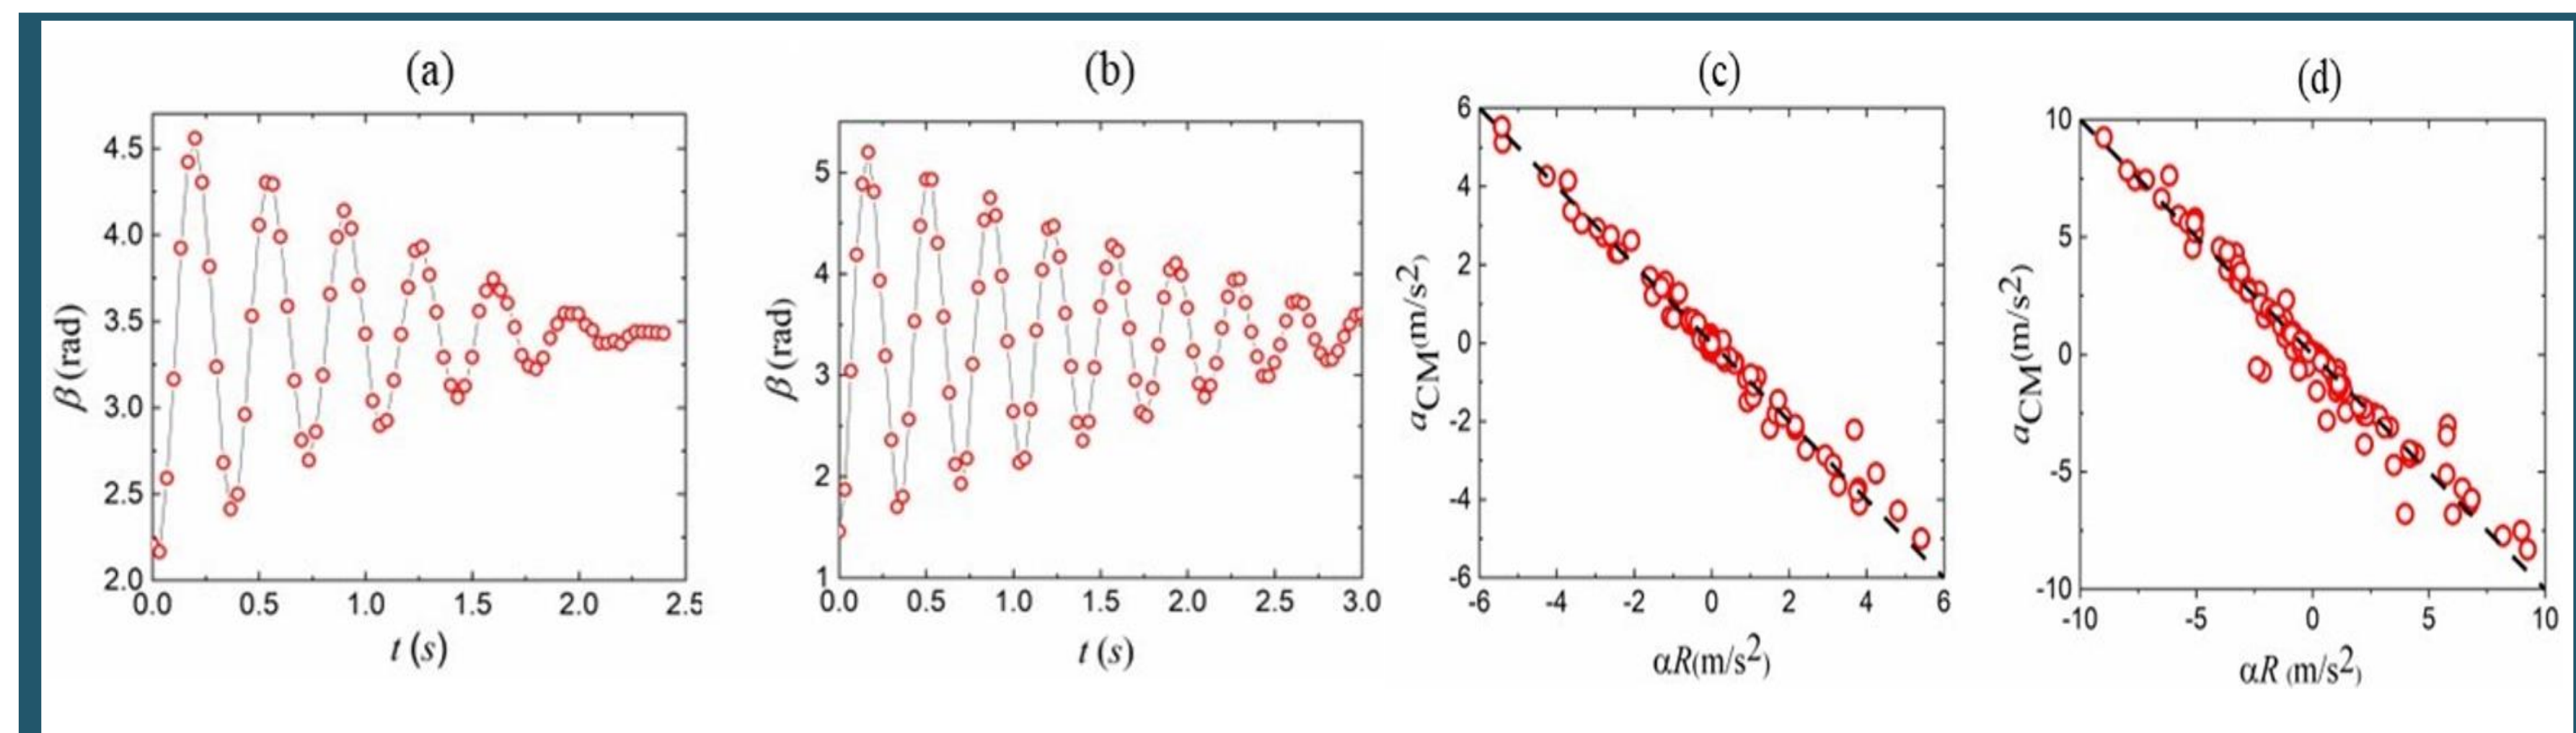 (a)
4.5
4.0
3.5
3.0
2.5
2.0
β (rad)
0.0 0.5 1.0 1.5 2.0 2.5
t (s)
(b)
5
4
3
2
1
β (rad)
0.0 0.5 1.0 1.5 2.0 2.5 3.0
t (s)
(c)
6
4
2
0
-2
-4
-6
aCM(m/s2)
-6 -4 -2 0 2 4 6
αR(m/s2)
(d)
10
5
0
-5
-10
aCM(m/s2)
-10 -5 0 5 10
αR (m/s2)